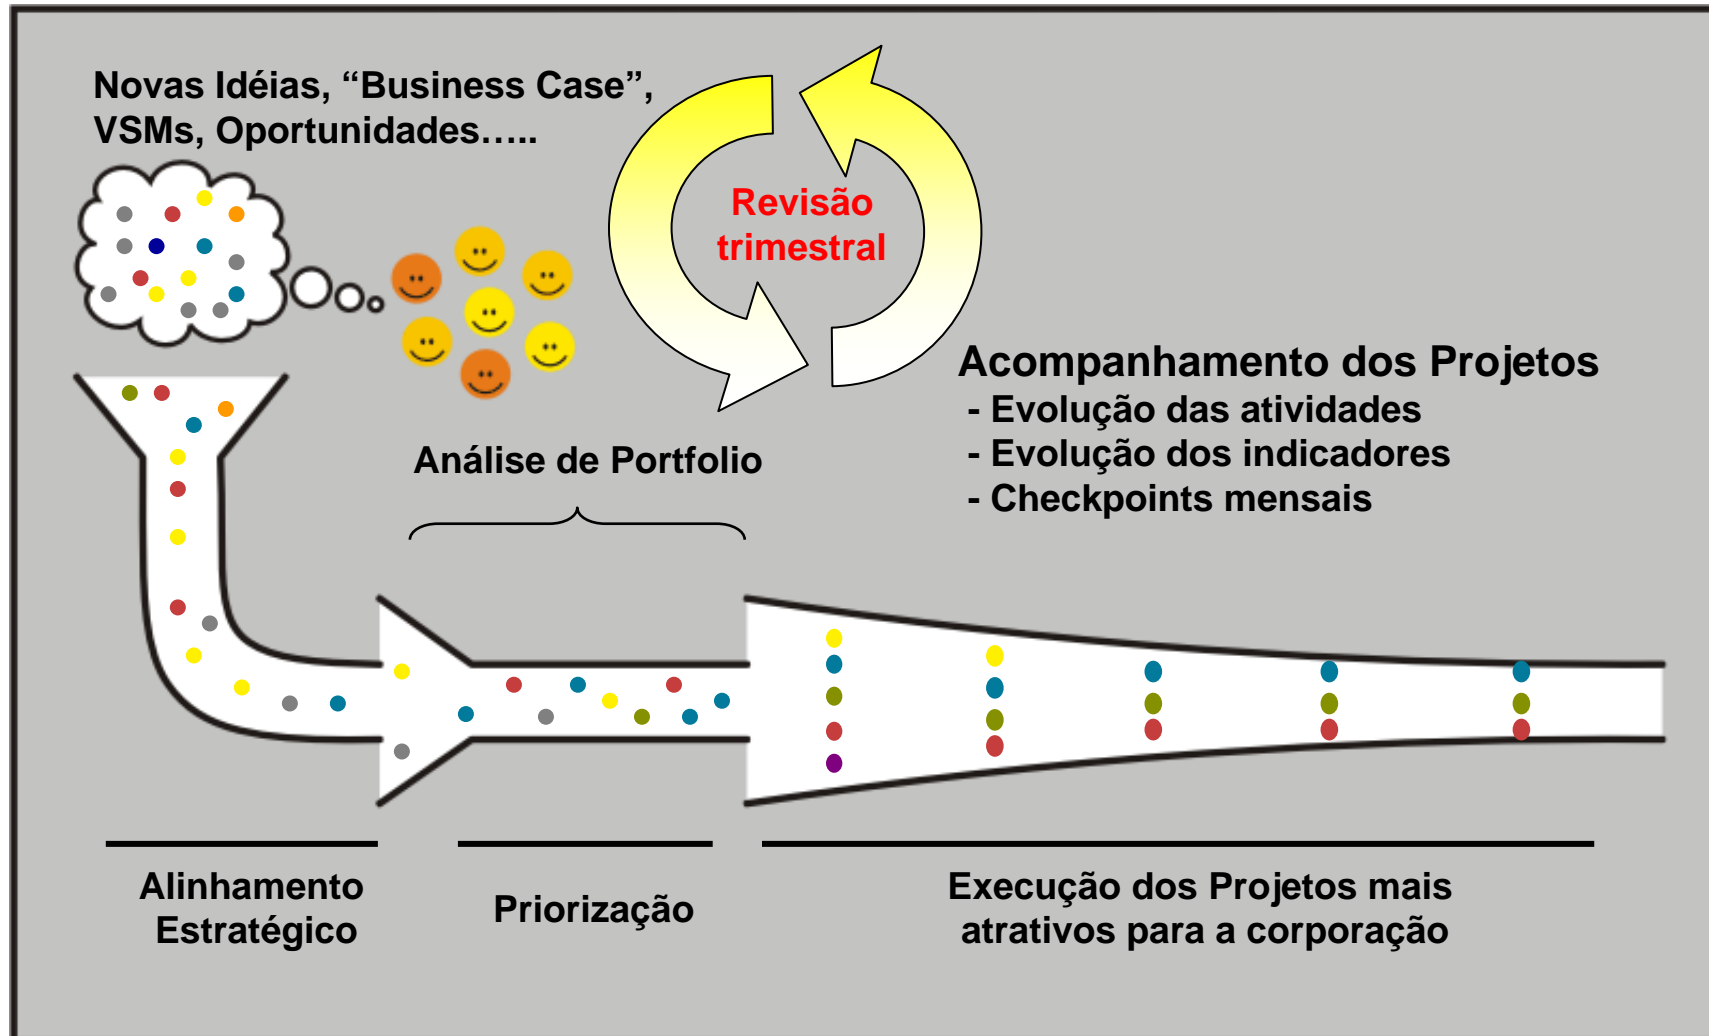 Novas Idéias, “Business Case”,
VSMs, Oportunidades…..
Revisão
trimestral
Acompanhamento dos Projetos
- Evolução das atividades
- Evolução dos indicadores
- Checkpoints mensais
Análise de Portfolio
Alinhamento
Estratégico
Priorização
Execução dos Projetos mais
atrativos para a corporação